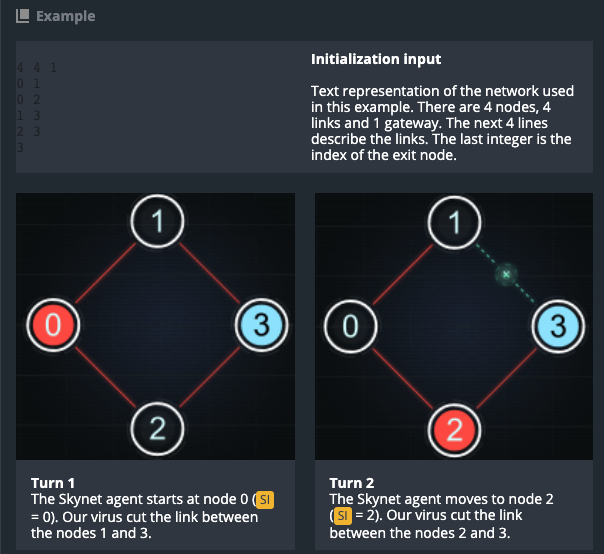 Example
4 4 1
0 1
0 2
1 3
2 3
3
Initialization input
Text representation of the network used
in this example. There are 4 nodes, 4
links and 1 gateway. The next 4 lines
describe the links. The last integer is the
index of the exit node.
1
0
3
2
1
0
3
2
Turn 1
The Skynet agent starts at node 0 (SI
= 0). Our virus cut the link between
the nodes 1 and 3.
Turn 2
The Skynet agent moves to node 2
(SI = 2). Our virus cut the link
between the nodes 2 and 3.